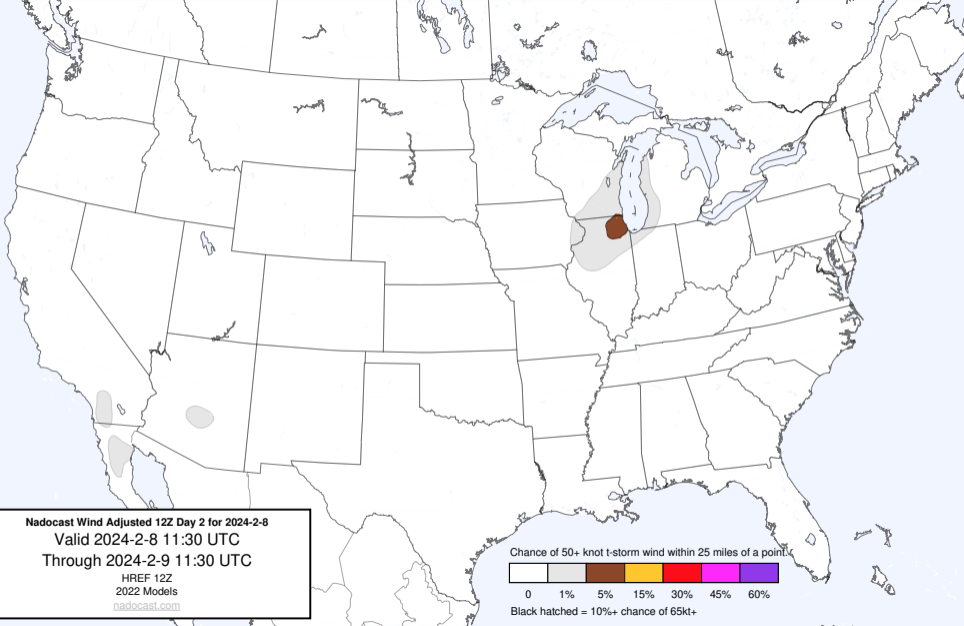 Nadocast Wind Adjusted 12Z Day 2 for 2024-2-8
Valid 2024-2-8 11:30 UTC
Through 2024-2-9 11:30 UTC
HREF 12Z
2022 Models
nadocast.com
Chance of 50+ knot t-storm wind within 25 miles of a point.
0 1% 5% 15% 30% 45% 60%
Black hatched = 10%+ chance of 65kt+